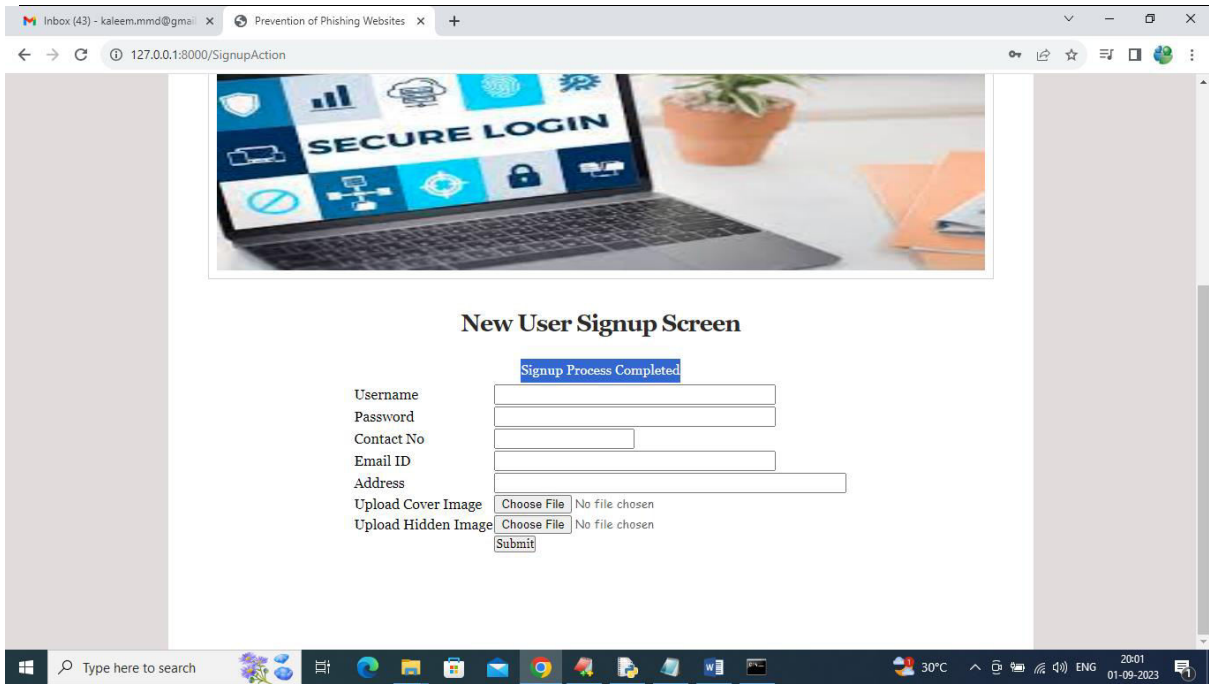 Inbox (43) - kaleem.mmd@gmail
Prevention of Phishing Websites
127.0.0.1:8000/SignupAction
SECURE LOGIN
New User Signup Screen
Signup Process Completed
Username
Password
Contact No
Email ID
Address
Upload Cover Image Choose File No file chosen
Upload Hidden Image Choose File No file chosen
Submit
Type here to search 30°C ENG 20:01
01-09-2023